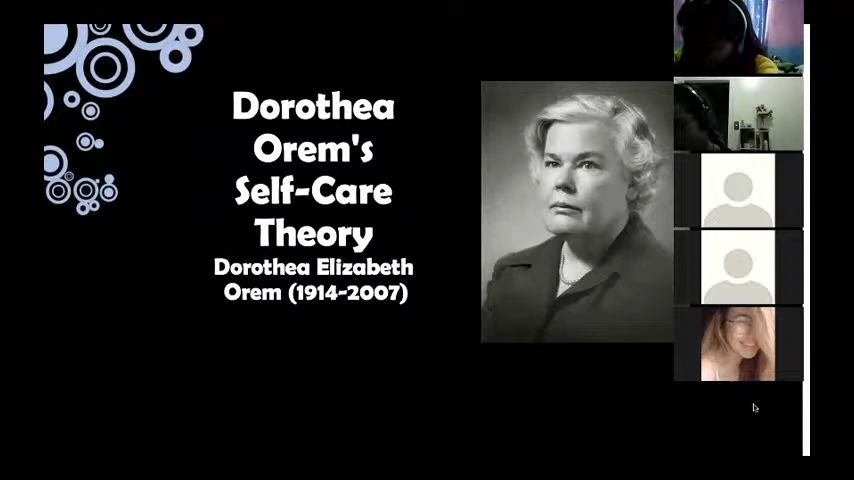 Dorothea
Orem's
Self-Care
Theory
Dorothea Elizabeth
Orem (1914-2007)